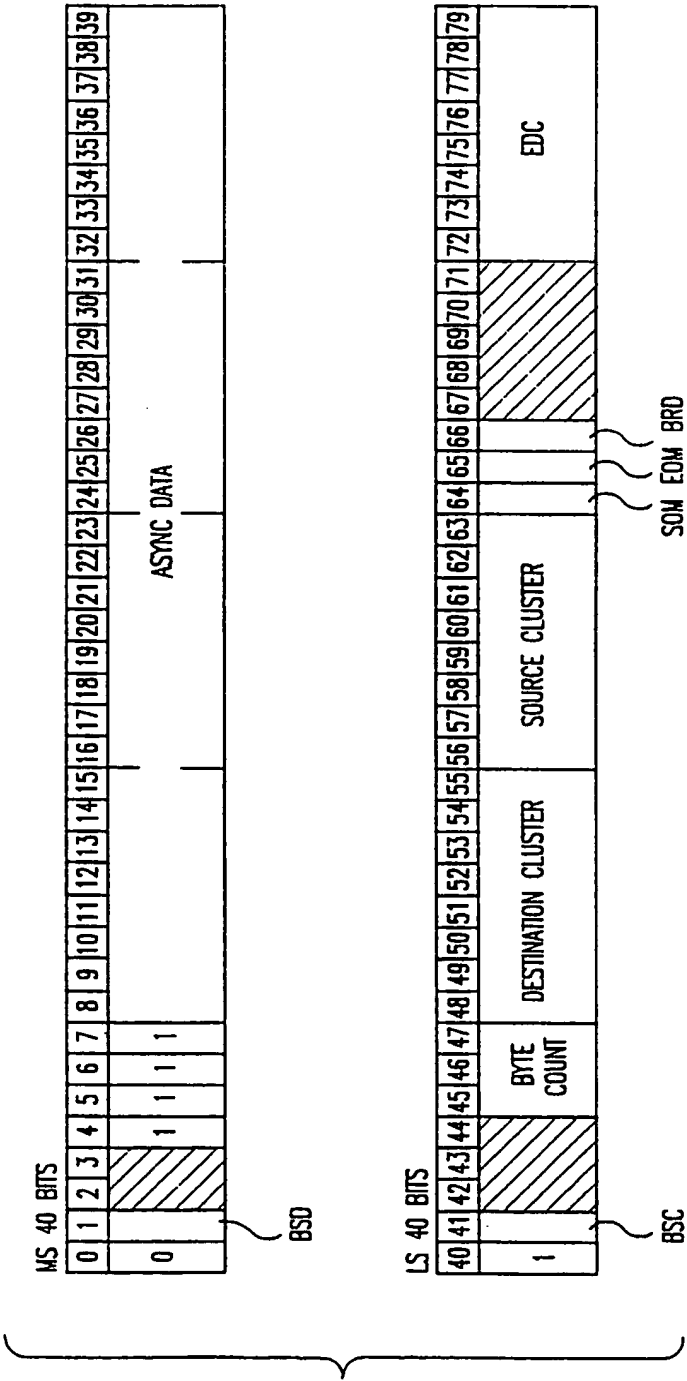 MS 40 BITS
0 1 2 3 4 5 6 7 8 9 10 11 12 13 14 15 16 17 18 19 20 21 22 23 24 25 26 27 28 29 30 31 32 33 34 35 36 37 38 39
0 1 1 1 1 ASYNC DATA
BSD
LS 40 BITS
40 41 42 43 44 45 46 47 48 49 50 51 52 53 54 55 56 57 58 59 60 61 62 63 64 65 66 67 68 69 70 71 72 73 74 75 76 77 78 79
1 BYTE COUNT DESTINATION CLUSTER SOURCE CLUSTER EDC
BSC SOM EOM BRD